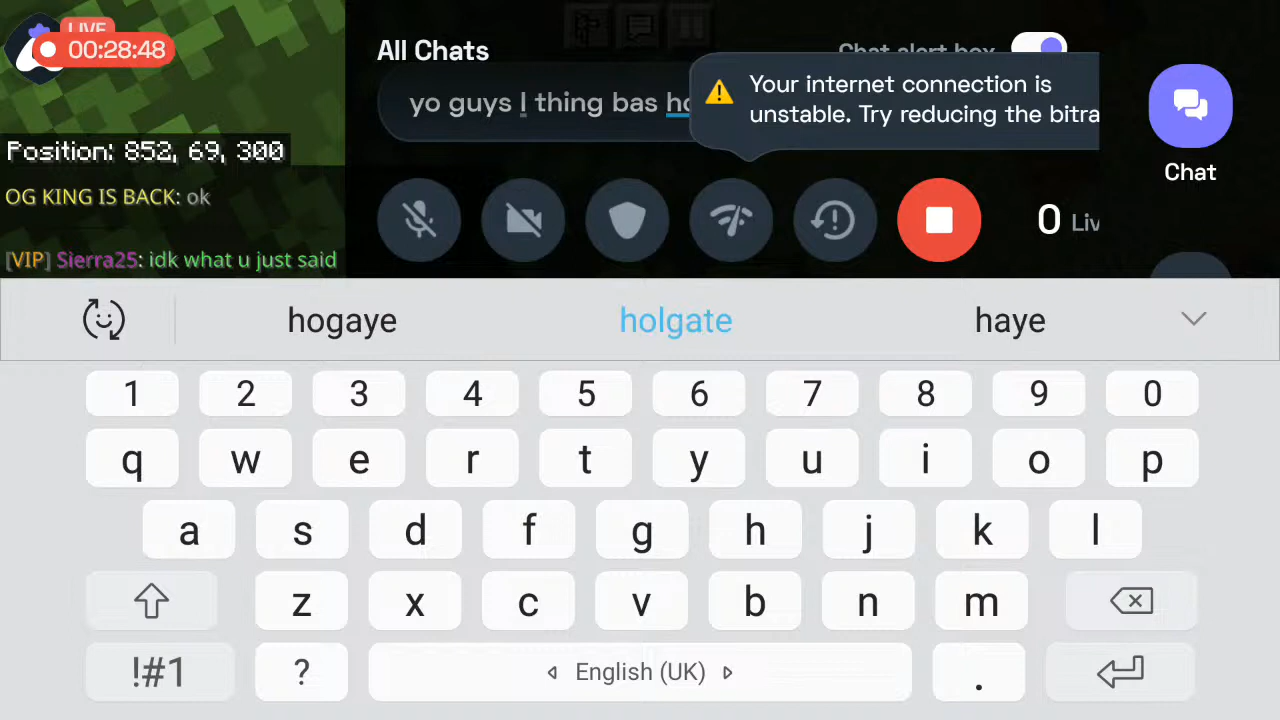 LIVE
00:28:48
Position: 852, 69, 300
OG KING IS BACK: ok
[VIP] Sierra25: idk what u just said
All Chats
Chat alert box
yo guys I thing bas ho
Your internet connection is
unstable. Try reducing the bitra
Chat
0 Liv
hogaye holgate haye
1 2 3 4 5 6 7 8 9 0
q w e r t y u i o p
a s d f g h j k l
z x c v b n m
!#1 ? English (UK) .